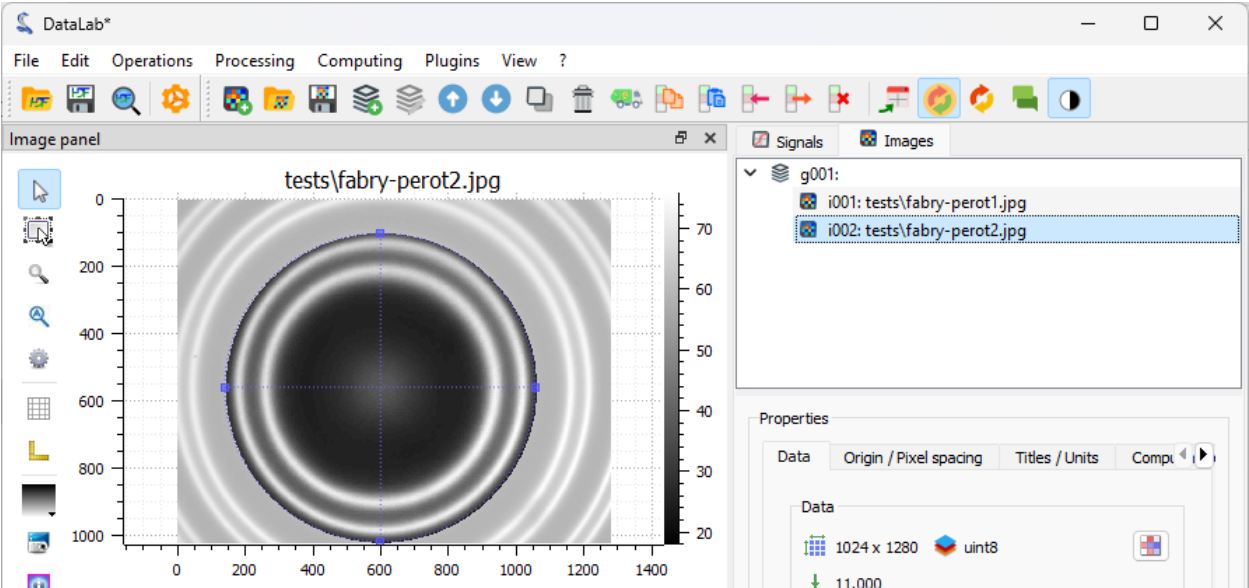 DataLab*
File Edit Operations Processing Computing Plugins View ?
Image panel
Signals Images
tests\fabry-perot2.jpg
g001:
i001: tests\fabry-perot1.jpg
i002: tests\fabry-perot2.jpg
0
200
400
600
800
1000
0 200 400 600 800 1000 1200 1400
70
60
50
40
30
20
Properties
Data Origin / Pixel spacing Titles / Units
Data
1024 x 1280 uint8
11.000